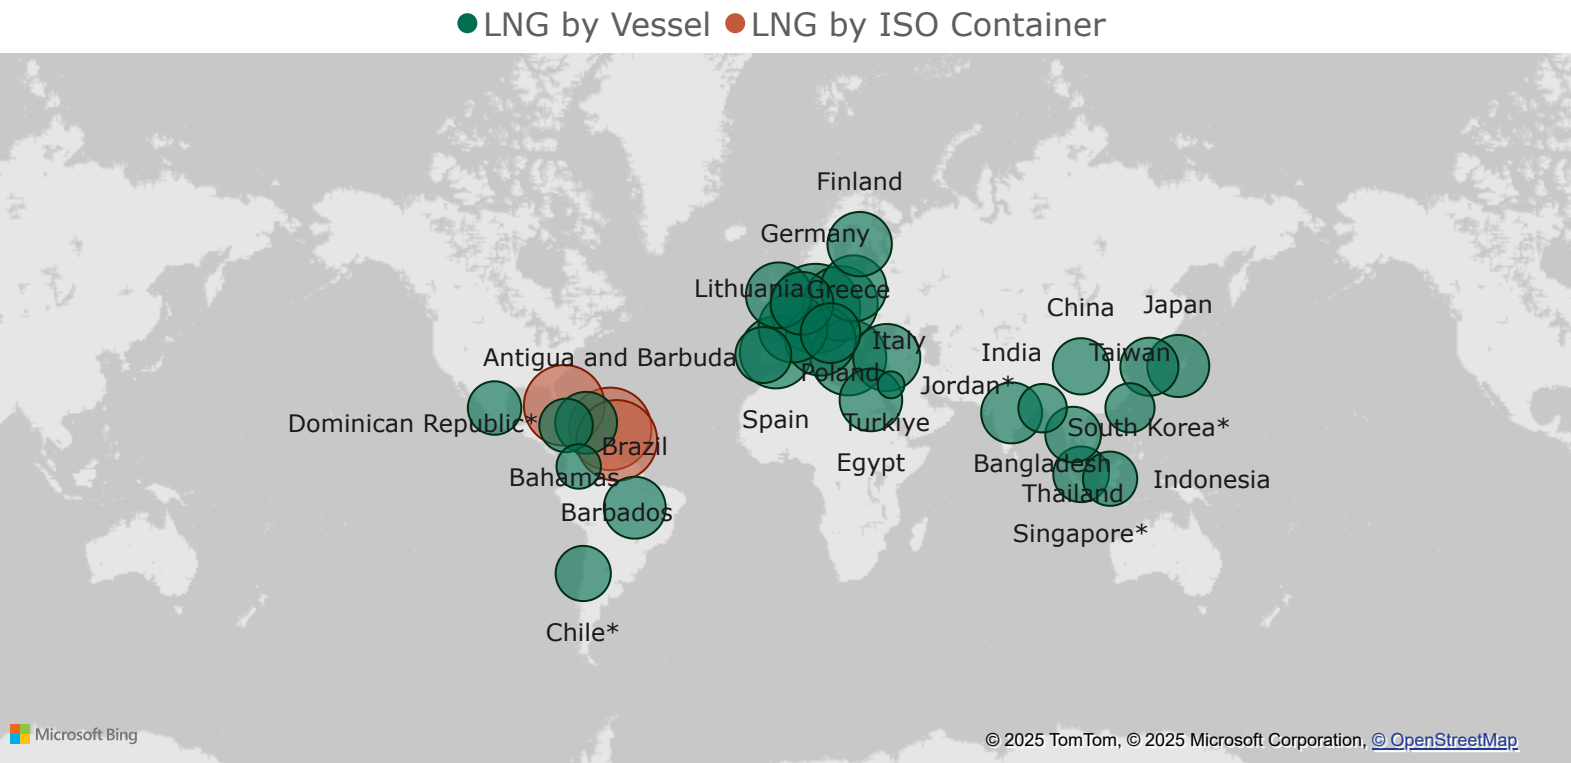 LNG by Vessel LNG by ISO Container
Finland
Germany
Lithuania Greece
China Japan
Italy
India Taiwan
Antigua and Barbuda
Poland
Jordan*
Spain
Turkiye
Dominican Republic*
South Korea*
Brazil
Egypt
Bangladesh
Bahamas
Indonesia
Thailand
Barbados
Singapore*
Chile*
Microsoft Bing
© 2025 TomTom, © 2025 Microsoft Corporation, © OpenStreetMap